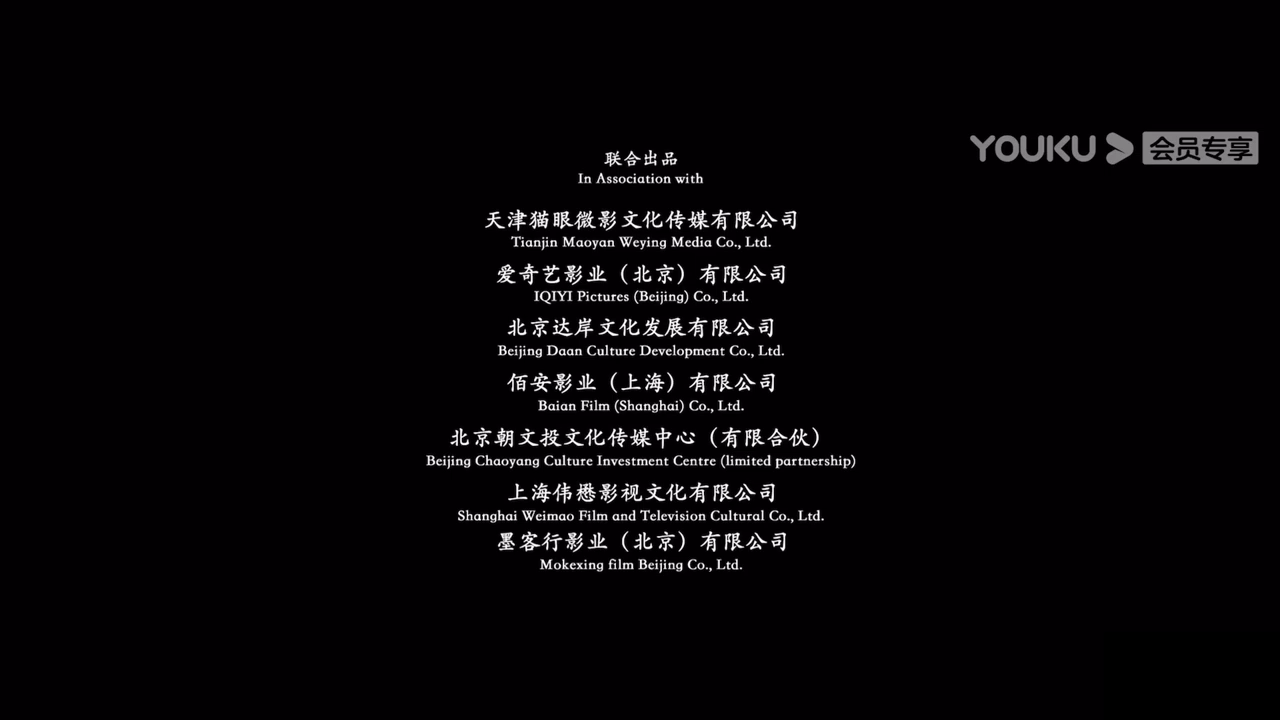 YOUKU 会员专享
联合出品
In Association with
天津猫眼微影文化传媒有限公司
Tianjin Maoyan Weying Media Co., Ltd.
爱奇艺影业（北京）有限公司
IQIYI Pictures (Beijing) Co., Ltd.
北京达岸文化发展有限公司
Beijing Daan Culture Development Co., Ltd.
佰安影业（上海）有限公司
Baian Film (Shanghai) Co., Ltd.
北京朝文投文化传媒中心（有限合伙）
Beijing Chaoyang Culture Investment Centre (limited partnership)
上海伟懋影视文化有限公司
Shanghai Weimao Film and Television Cultural Co., Ltd.
墨客行影业（北京）有限公司
Mokexing film Beijing Co., Ltd.